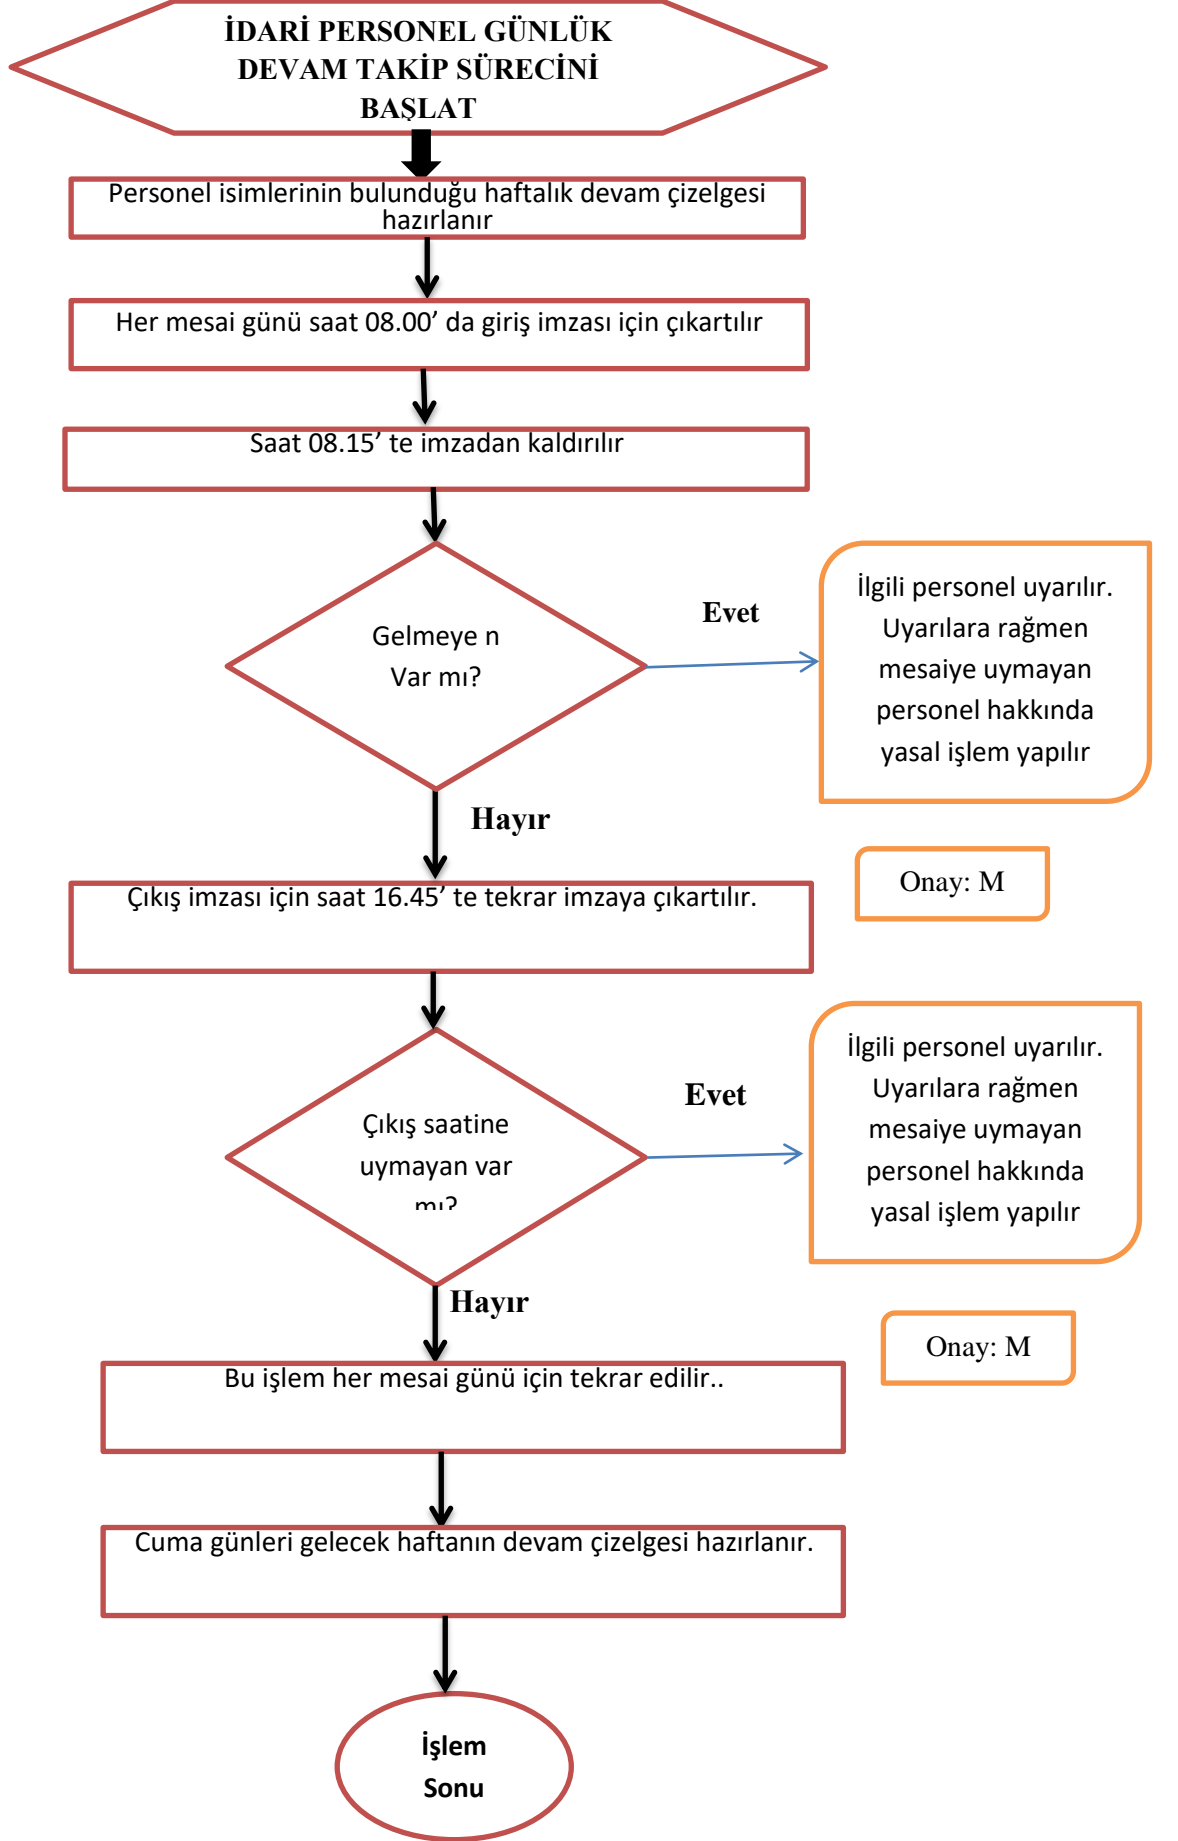 İDARİ PERSONEL GÜNLÜK
DEVAM TAKİP SÜRECİNİ
BAŞLAT
Personel isimlerinin bulunduğu haftalık devam çizelgesi
hazırlanır
Her mesai günü saat 08.00’ da giriş imzası için çıkartılır
Saat 08.15’ te imzadan kaldırılır
Gelmeye n
Var mı?
Evet
İlgili personel uyarılır.
Uyarılara rağmen
mesaiye uymayan
personel hakkında
yasal işlem yapılır
Hayır
Onay: M
Çıkış imzası için saat 16.45’ te tekrar imzaya çıkartılır.
Çıkış saatine
uymayan var
mı?
Evet
İlgili personel uyarılır.
Uyarılara rağmen
mesaiye uymayan
personel hakkında
yasal işlem yapılır
Hayır
Onay: M
Bu işlem her mesai günü için tekrar edilir..
Cuma günleri gelecek haftanın devam çizelgesi hazırlanır.
İşlem
Sonu